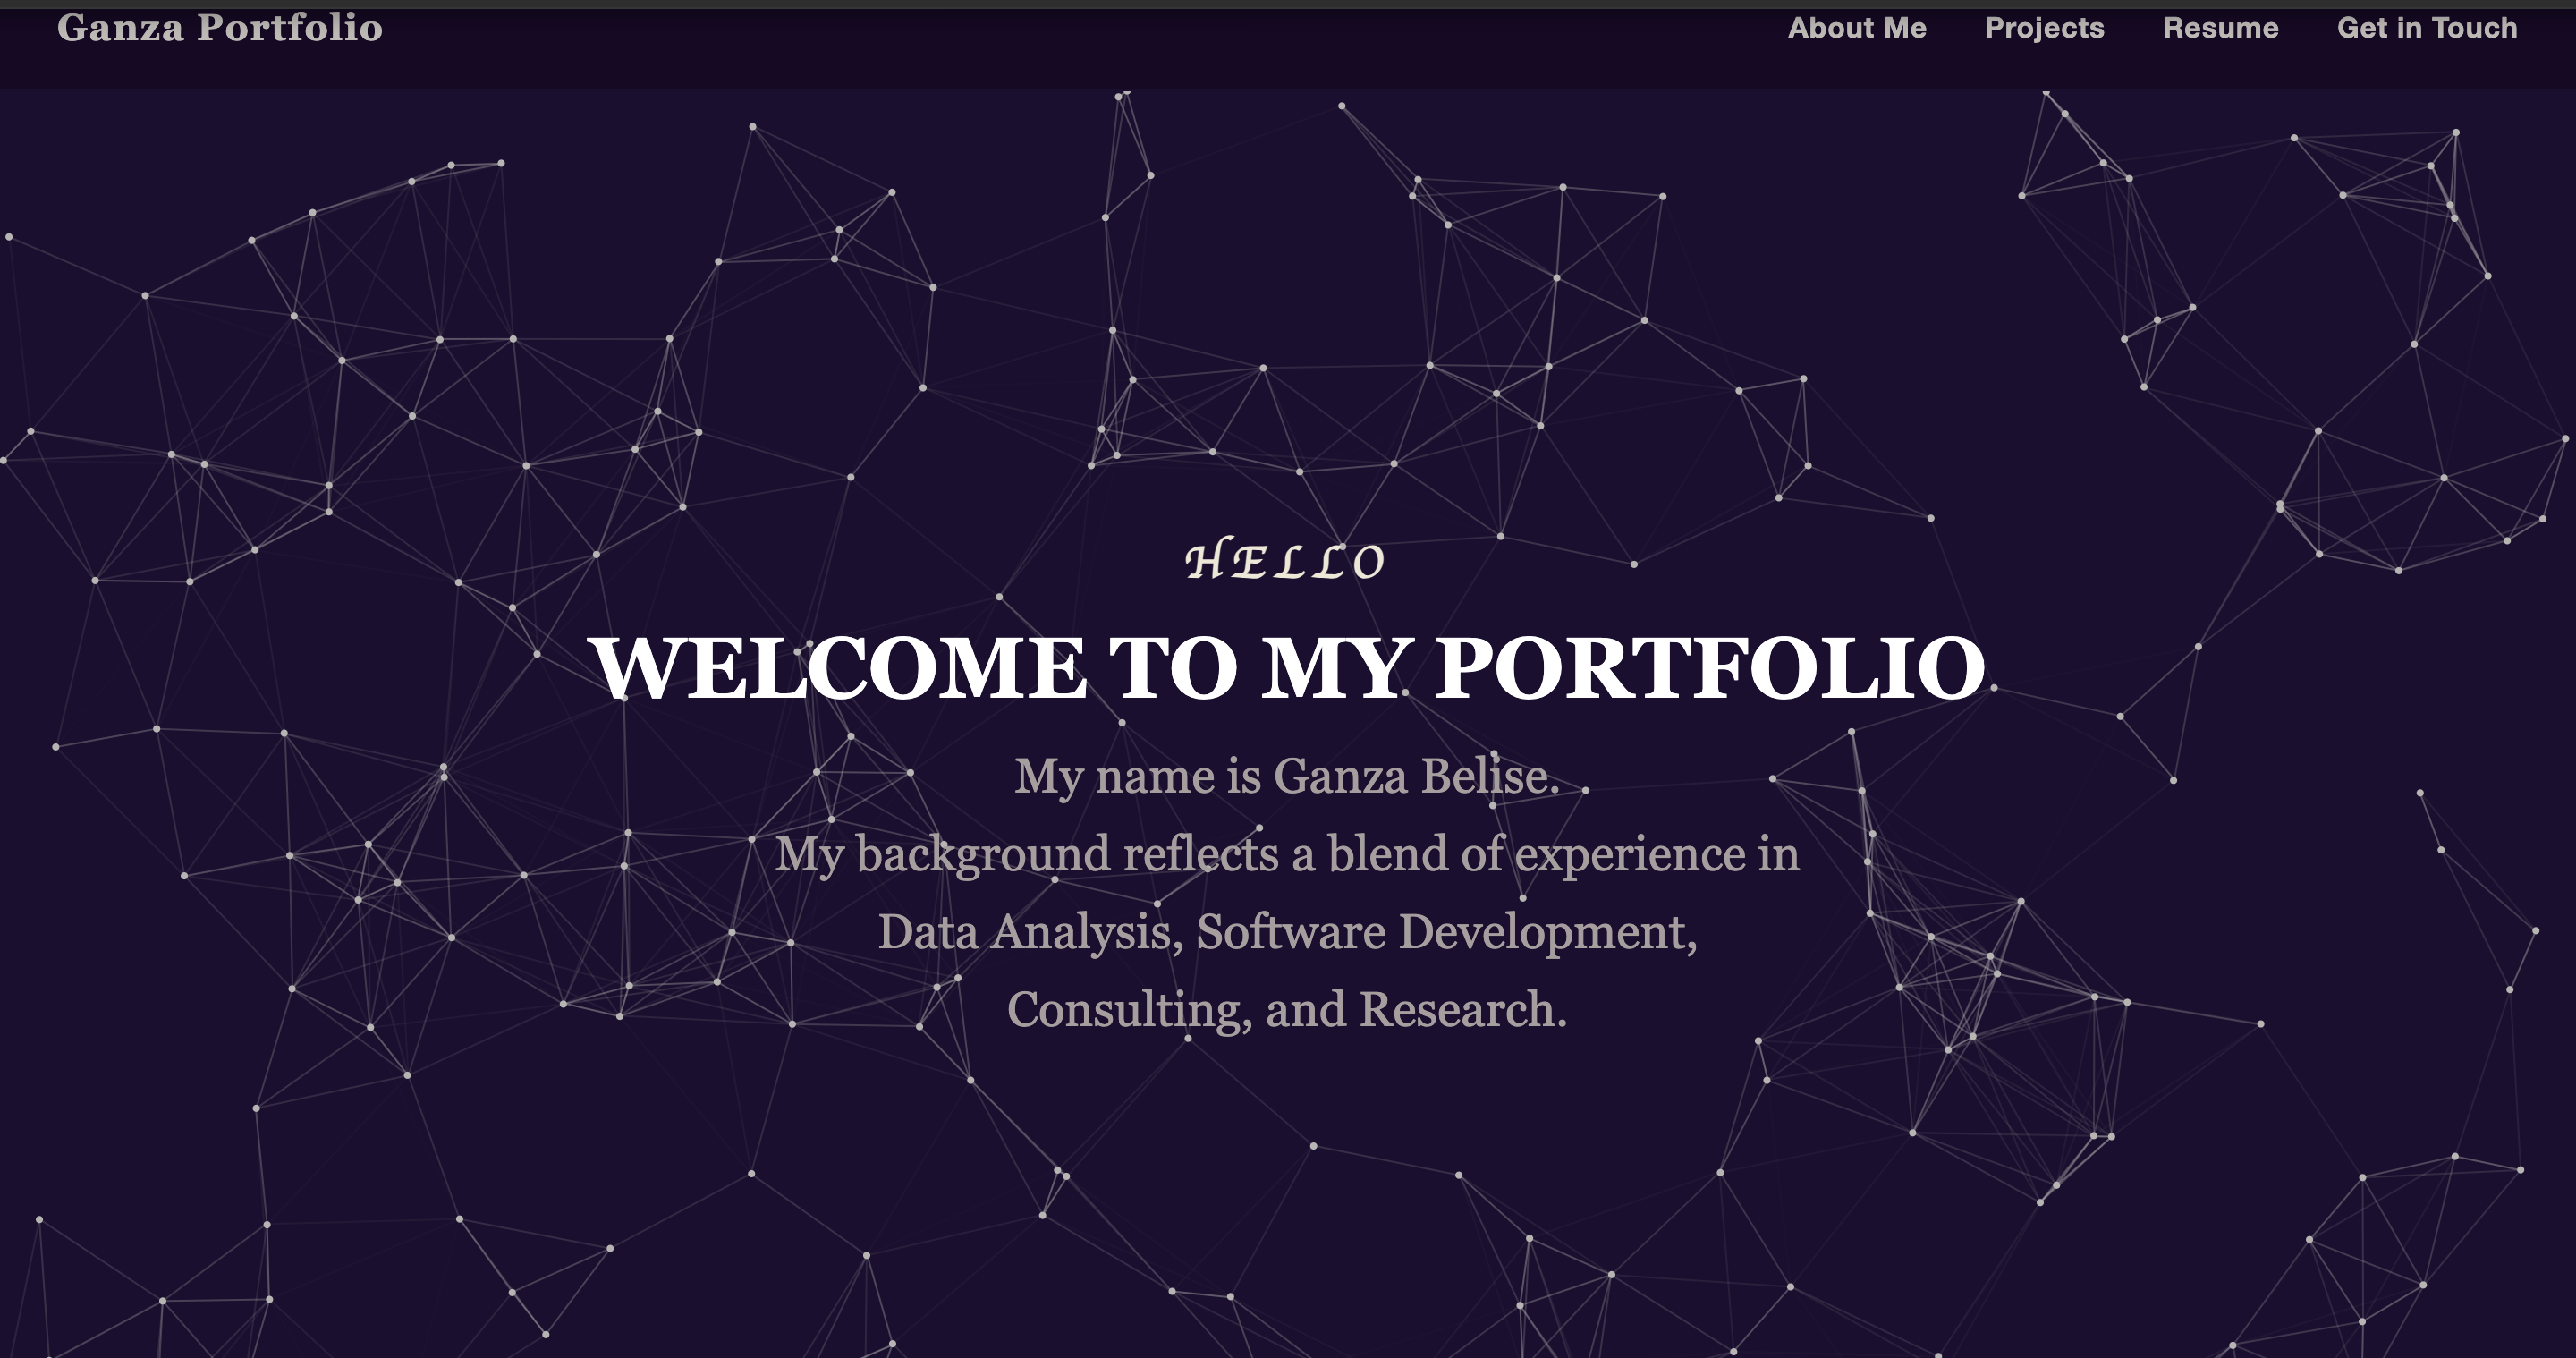 Ganza Portfolio
About Me Projects Resume Get in Touch
HELLO
WELCOME TO MY PORTFOLIO
My name is Ganza Belise.
My background reflects a blend of experience in
Data Analysis, Software Development,
Consulting, and Research.